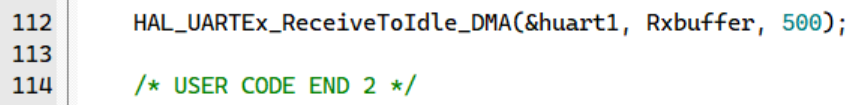 112 HAL_UARTEx_ReceiveToIdle_DMA(&huart1, Rxbuffer, 500);
113
114 /* USER CODE END 2 */